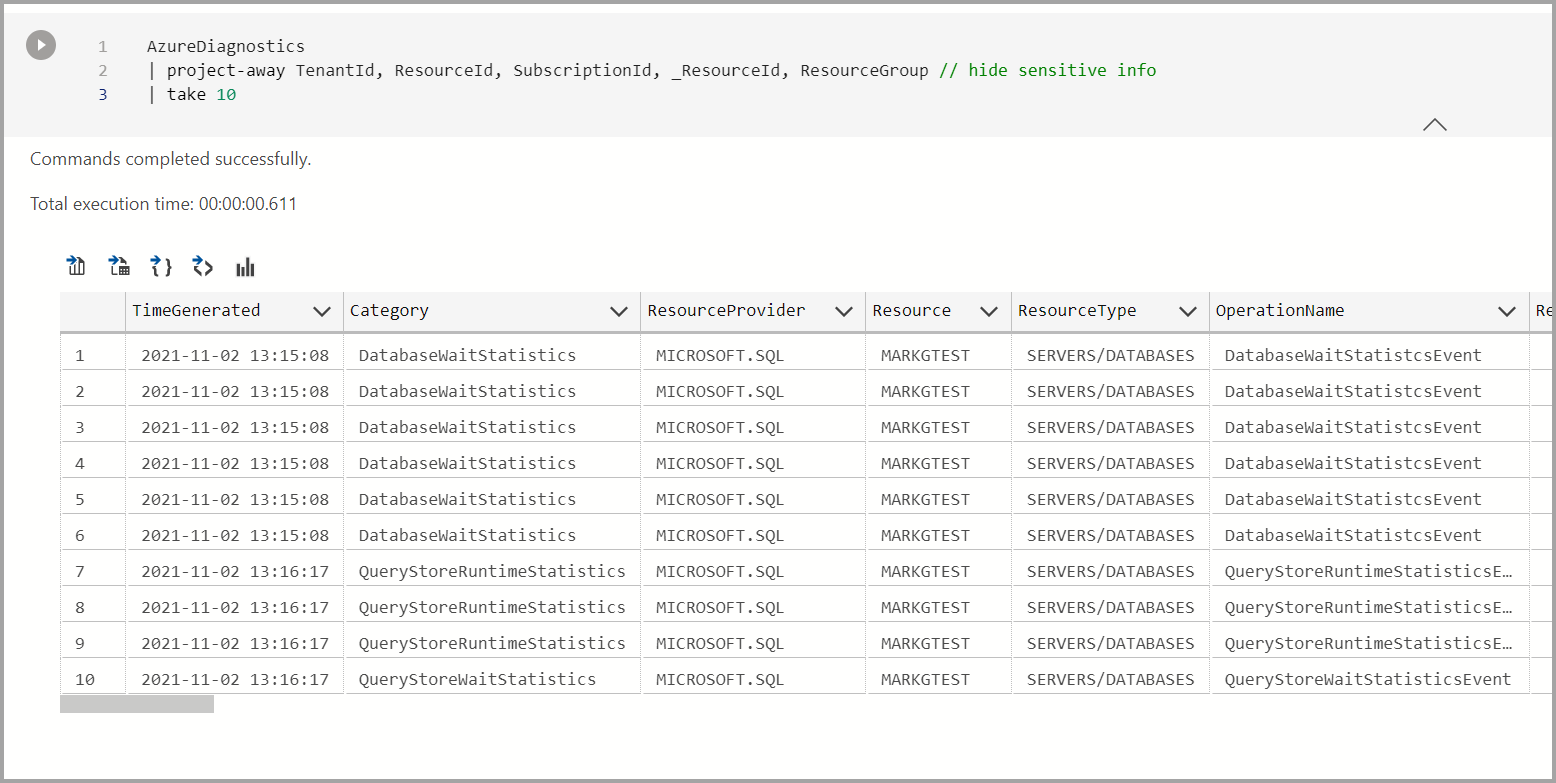 1 AzureDiagnostics
2 | project-away TenantId, ResourceId, SubscriptionId, _ResourceId, ResourceGroup // hide sensitive info
3 | take 10
Commands completed successfully.
Total execution time: 00:00:00.611
TimeGenerated Category ResourceProvider Resource ResourceType OperationName Re
1 2021-11-02 13:15:08 DatabaseWaitStatistics MICROSOFT.SQL MARKGTEST SERVERS/DATABASES DatabaseWaitStatistcsEvent
2 2021-11-02 13:15:08 DatabaseWaitStatistics MICROSOFT.SQL MARKGTEST SERVERS/DATABASES DatabaseWaitStatistcsEvent
3 2021-11-02 13:15:08 DatabaseWaitStatistics MICROSOFT.SQL MARKGTEST SERVERS/DATABASES DatabaseWaitStatistcsEvent
4 2021-11-02 13:15:08 DatabaseWaitStatistics MICROSOFT.SQL MARKGTEST SERVERS/DATABASES DatabaseWaitStatistcsEvent
5 2021-11-02 13:15:08 DatabaseWaitStatistics MICROSOFT.SQL MARKGTEST SERVERS/DATABASES DatabaseWaitStatistcsEvent
6 2021-11-02 13:15:08 DatabaseWaitStatistics MICROSOFT.SQL MARKGTEST SERVERS/DATABASES DatabaseWaitStatistcsEvent
7 2021-11-02 13:16:17 QueryStoreRuntimeStatistics MICROSOFT.SQL MARKGTEST SERVERS/DATABASES QueryStoreRuntimeStatisticsE…
8 2021-11-02 13:16:17 QueryStoreRuntimeStatistics MICROSOFT.SQL MARKGTEST SERVERS/DATABASES QueryStoreRuntimeStatisticsE…
9 2021-11-02 13:16:17 QueryStoreRuntimeStatistics MICROSOFT.SQL MARKGTEST SERVERS/DATABASES QueryStoreRuntimeStatisticsE…
10 2021-11-02 13:16:17 QueryStoreWaitStatistics MICROSOFT.SQL MARKGTEST SERVERS/DATABASES QueryStoreWaitStatisticsEvent